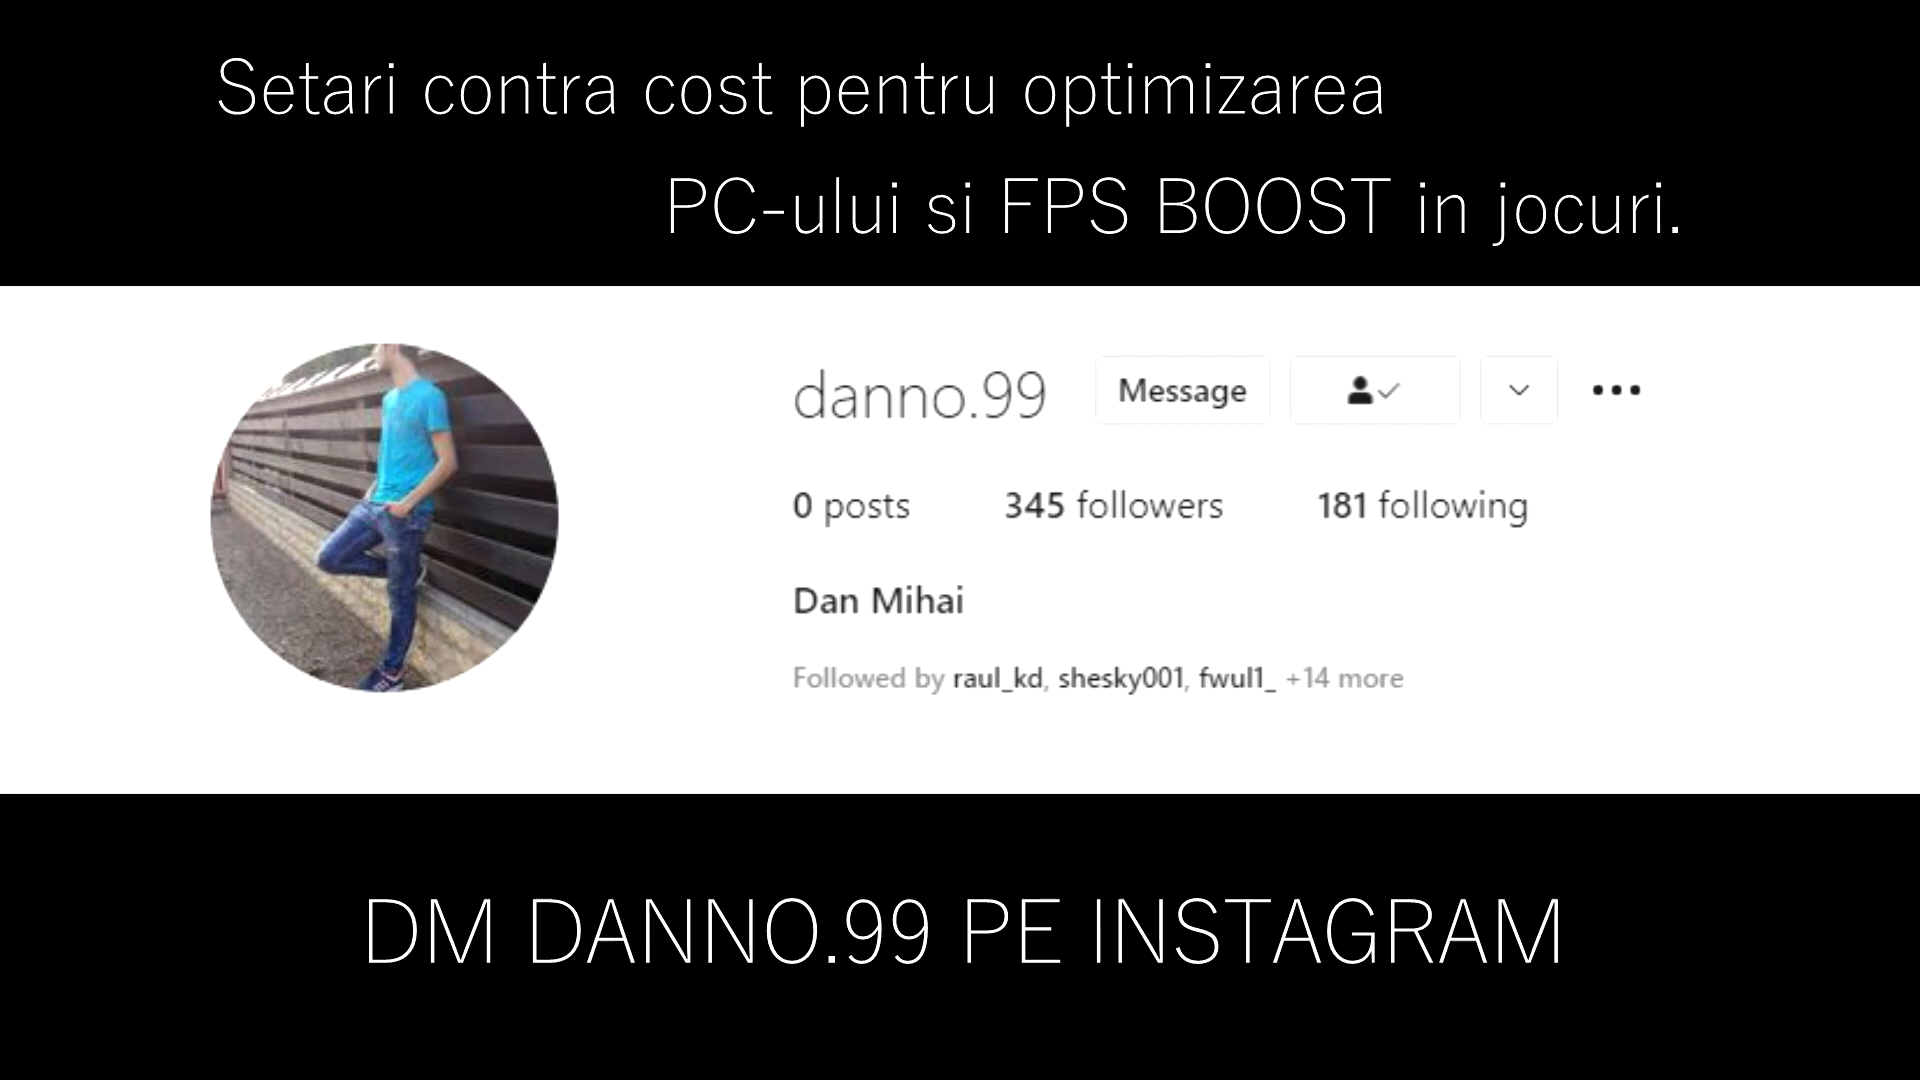 Setari contra cost pentru optimizarea
PC-ului si FPS BOOST in jocuri.
danno.99 Message
0 posts 345 followers 181 following
Dan Mihai
Followed by raul_kd, shesky001, fwul1_ +14 more
DM DANNO.99 PE INSTAGRAM